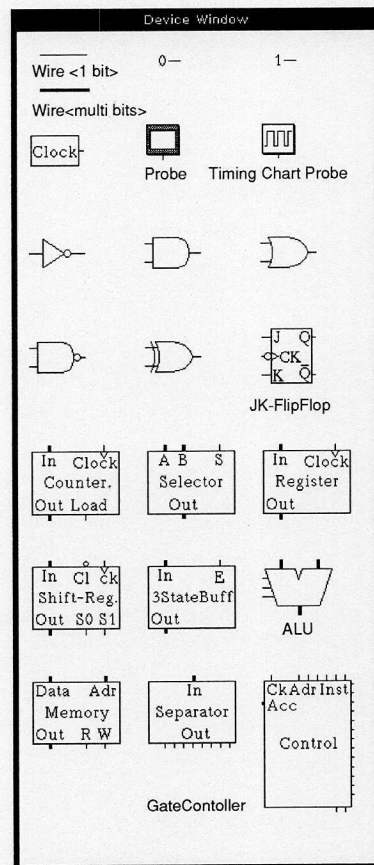 Device Window
Wire <1 bit>
0 1
Wire<multi bits>
Clock
Probe Timing Chart Probe
J Q
CK
K Q
JK-FlipFlop
In Clock A B S In Clock
Counter. Selector Register
Out Load Out Out
In Cl ck In E
Shift-Reg. 3StateBuff
Out S0 S1 Out
ALU
Data Adr In CkAdr Inst
Acc
Memory Separator
Out R W Out Control
GateContoller